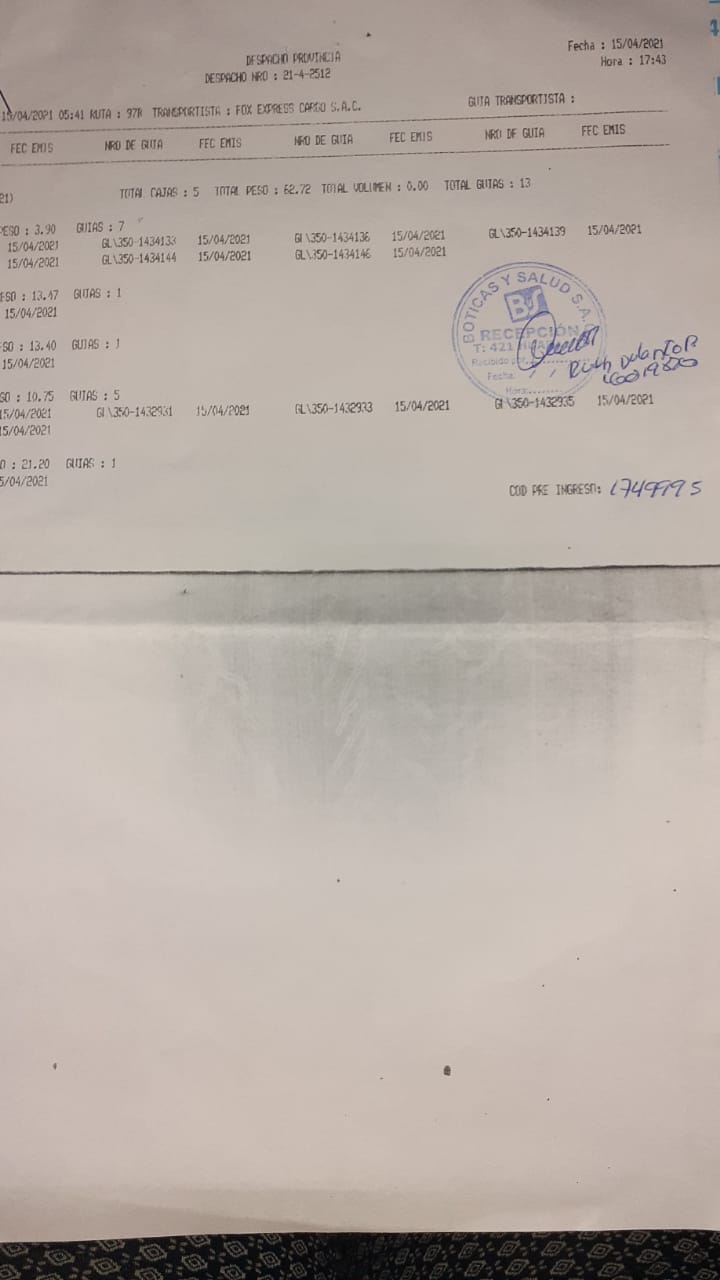 Fecha : 15/04/2021
DESPACHO PROVINCIA
Hora : 17:43
DESPACHO NRO : 21-4-2512
15/04/2021 05:41 RUTA : 97R TRANSPORTISTA : FOX EXPRESS CARGO S.A.C. GUIA TRANSPORTISTA :
FEC EMIS NRO DE GUIA FEC EMIS NRO DE GUIA FEC EMIS NRO DE GUIA FEC EMIS
21) TOTAL CAJAS : 5 TOTAL PESO : 62.72 TOTAL VOLUMEN : 0.00 TOTAL GUIAS : 13
PESO : 3.90 GUIAS : 7
15/04/2021 GL\350-1434133 15/04/2021 GL\350-1434136 15/04/2021 GL\350-1434139 15/04/2021
15/04/2021 GL\350-1434144 15/04/2021 GL\350-1434146 15/04/2021
ESO : 13.47 GUIAS : 1
15/04/2021
SO : 13.40 GUIAS : 1
15/04/2021
BOTICAS Y SALUD S.A.
BS
RECEPCIÓN
T: 421
Recibido por
Fecha:
Hora:
SO : 10.75 GUIAS : 5
15/04/2021 GL\350-1432931 15/04/2021 GL\350-1432933 15/04/2021 GL\350-1432935 15/04/2021
15/04/2021
O : 21.20 GUIAS : 1
5/04/2021
COD PRE INGRESO: